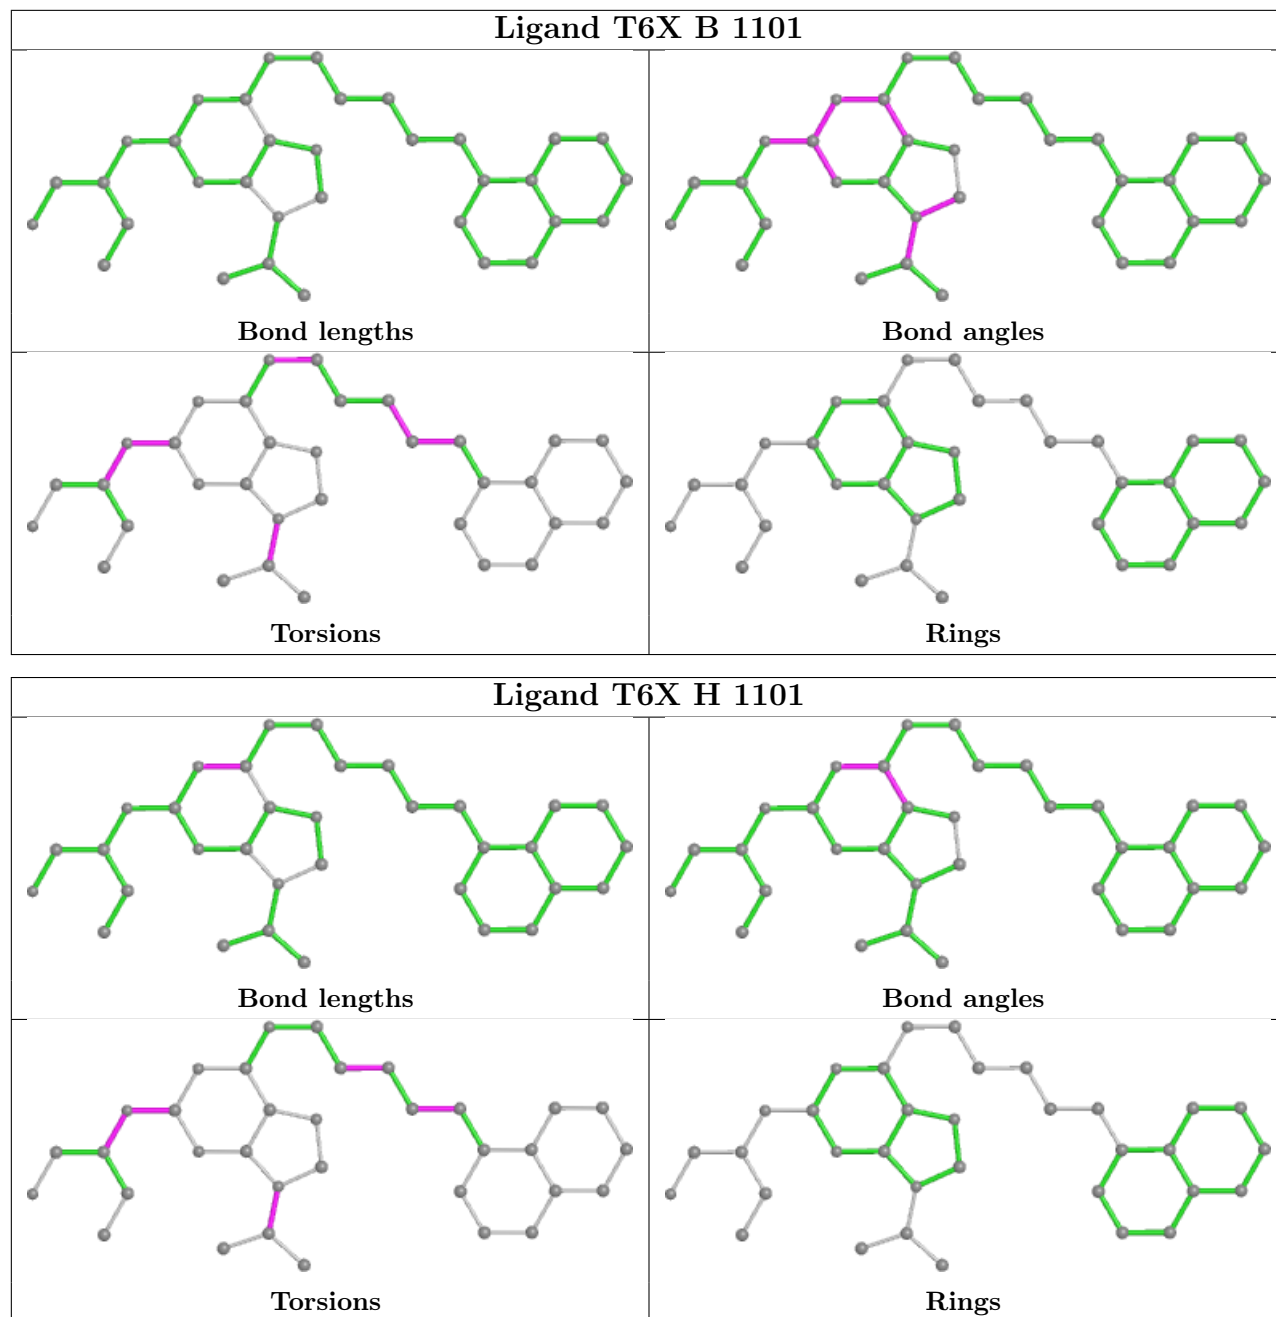 Ligand T6X B 1101
Bond lengths
Bond angles
Torsions
Rings
Ligand T6X H 1101
Bond lengths
Bond angles
Torsions
Rings